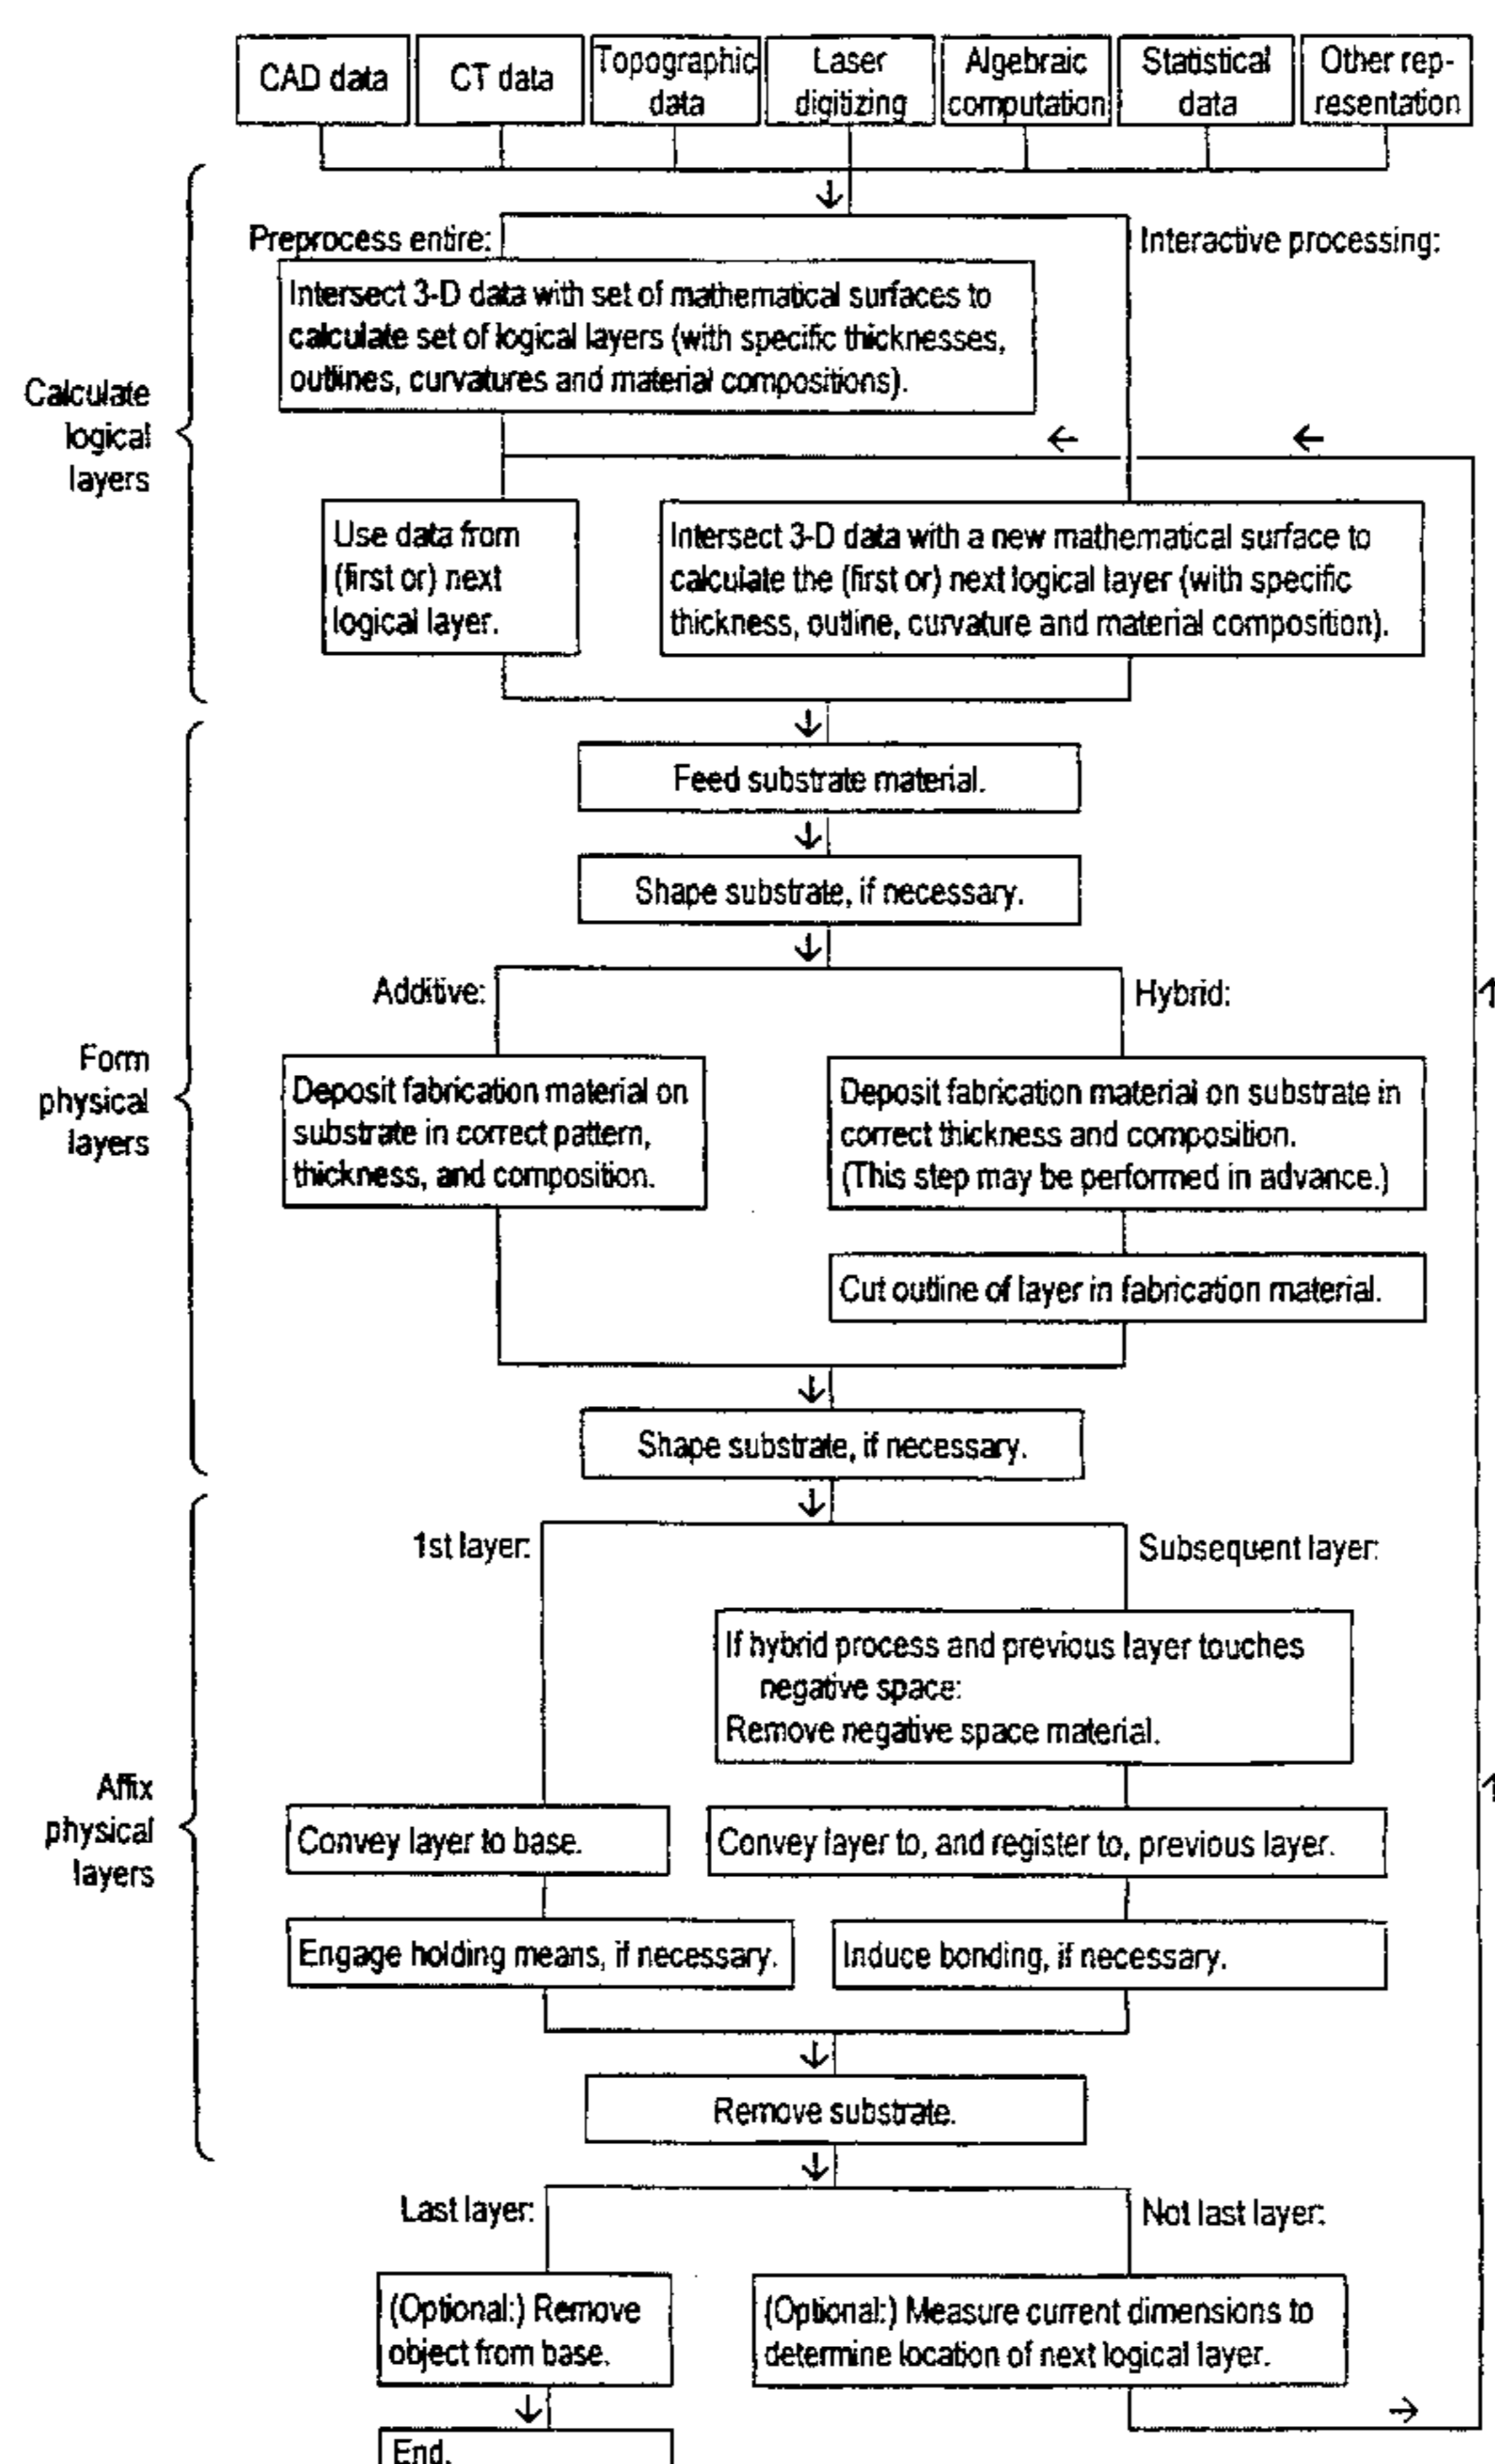 CAD data
CT data
Topographic
data
Laser
digitizing
Algebraic
computation
Statistical
data
Other rep-
resentation
Calculate
logical
layers
Preprocess entire:
Interactive processing:
Intersect 3-D data with set of mathematical surfaces to
calculate set of logical layers (with specific thicknesses,
outlines, curvatures and material compositions).
Use data from
(first or) next
logical layer.
Intersect 3-D data with a new mathematical surface to
calculate the (first or) next logical layer (with specific
thickness, outline, curvature and material composition).
Form
physical
layers
Feed substrate material.
Shape substrate, if necessary.
Additive:
Hybrid:
Deposit fabrication material on
substrate in correct pattern,
thickness, and composition.
Deposit fabrication material on substrate in
correct thickness and composition.
(This step may be performed in advance.)
Cut outline of layer in fabrication material.
Shape substrate, if necessary.
Affix
physical
layers
1st layer:
Subsequent layer:
If hybrid process and previous layer touches
negative space:
Remove negative space material.
Convey layer to base.
Convey layer to, and register to, previous layer.
Engage holding means, if necessary.
Induce bonding, if necessary.
Remove substrate.
Last layer:
Not last layer:
(Optional:) Remove
object from base.
(Optional:) Measure current dimensions to
determine location of next logical layer.
End.